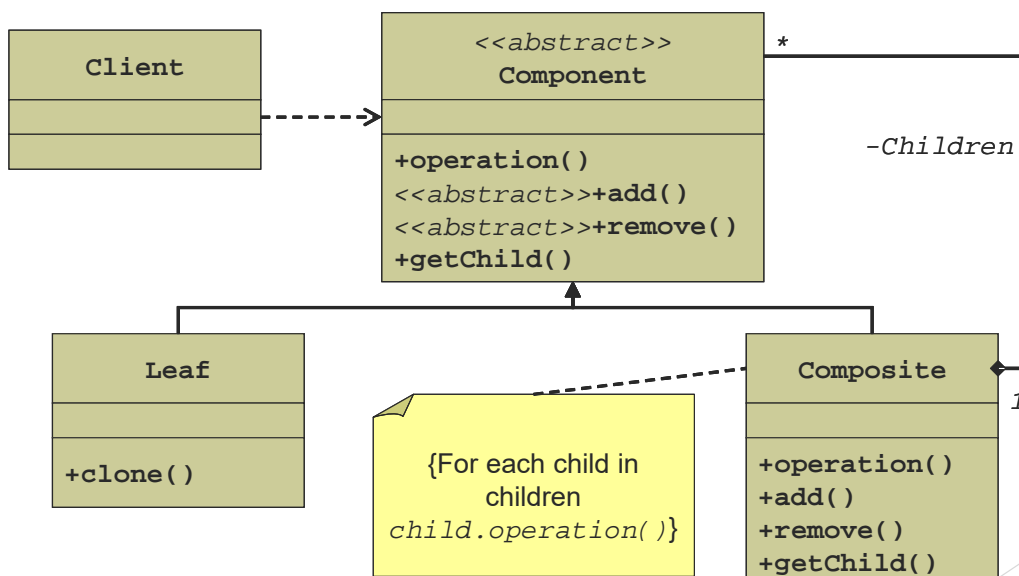 Client
<<abstract>>
Component
*
-Children
+operation()
<<abstract>>+add()
<<abstract>>+remove()
+getChild()
Leaf
+clone()
{For each child in
children
child.operation()}
Composite
1
+operation()
+add()
+remove()
+getChild()